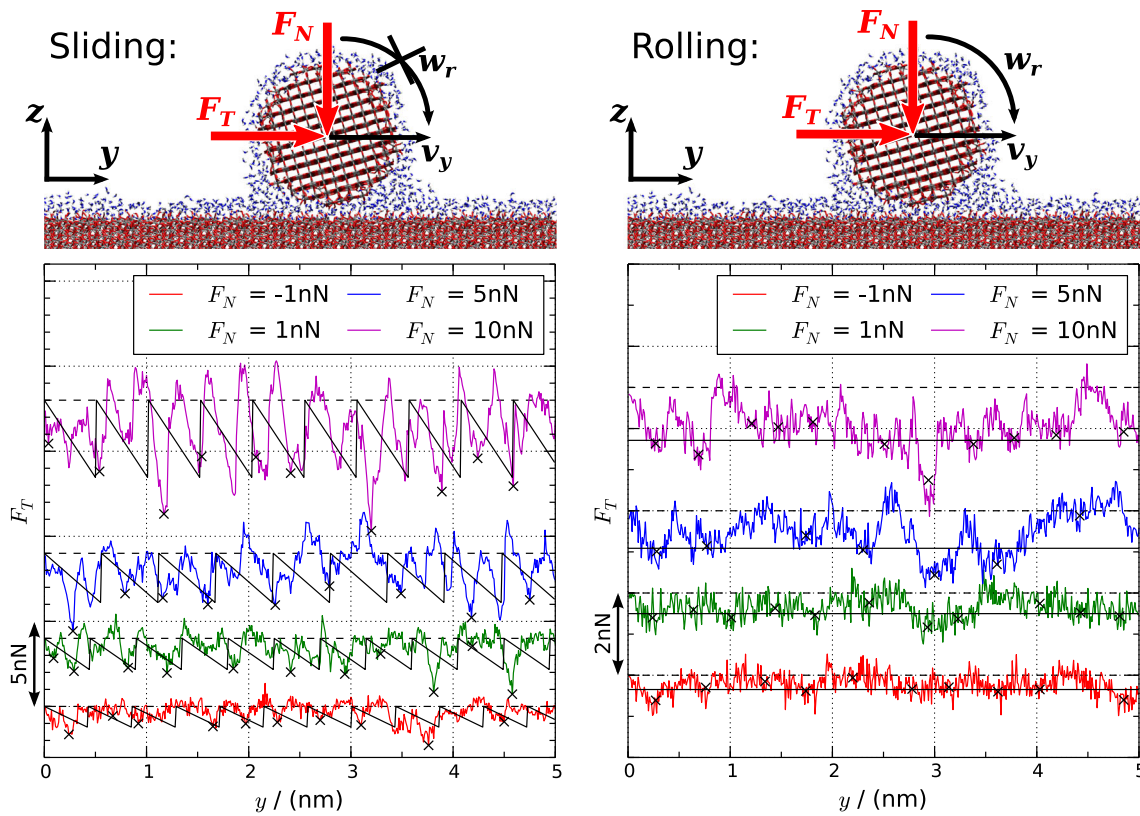 Sliding:
F_N
w_r
F_T
v_y
z
y
F_N = -1nN
F_N = 5nN
F_N = 1nN
F_N = 10nN
F_T
5nN
0 1 2 3 4 5
y / (nm)
Rolling:
F_N
w_r
F_T
v_y
z
y
F_N = -1nN
F_N = 5nN
F_N = 1nN
F_N = 10nN
F_T
2nN
0 1 2 3 4 5
y / (nm)